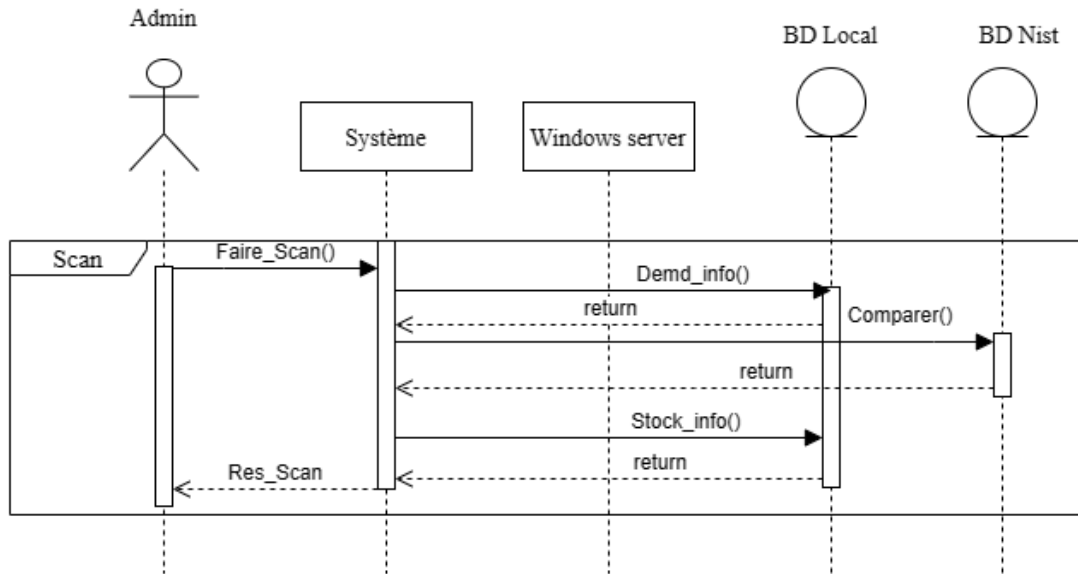 Admin
BD Local
BD Nist
Système
Windows server
Scan
Faire_Scan()
Demd_info()
return
Comparer()
return
Stock_info()
return
Res_Scan